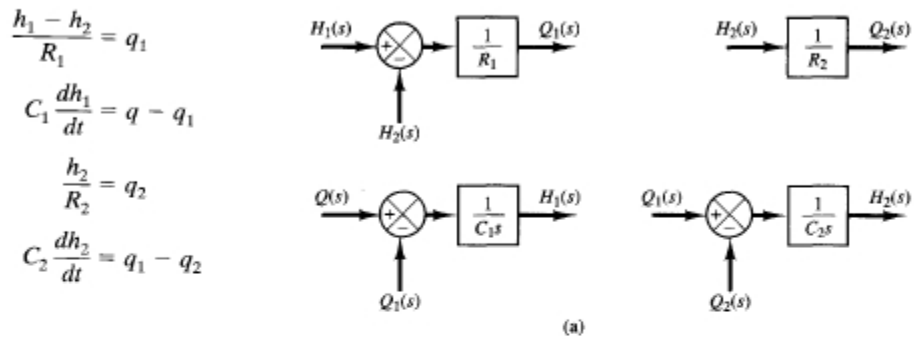 (h₁ − h₂)/R₁ = q₁
C₁ dh₁/dt = q − q₁
h₂/R₂ = q₂
C₂ dh₂/dt = q₁ − q₂
H₁(s) + − 1/R₁ Q₁(s)
H₂(s)
H₂(s) 1/R₂ Q₂(s)
Q(s) + − 1/C₁s H₁(s)
Q₁(s)
Q₁(s) + − 1/C₂s H₂(s)
Q₂(s)
(a)